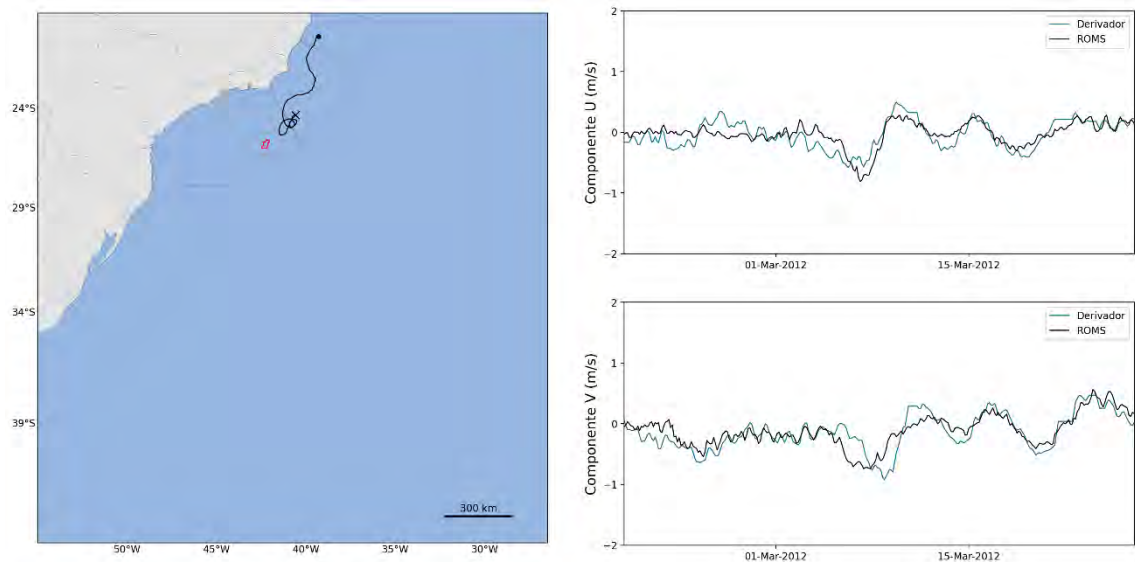 24°S
29°S
34°S
39°S
50°W
45°W
40°W
35°W
30°W
300 km
Componente U (m/s)
2
1
0
−1
−2
Derivador
ROMS
01-Mar-2012
15-Mar-2012
Componente V (m/s)
2
1
0
−1
−2
Derivador
ROMS
01-Mar-2012
15-Mar-2012